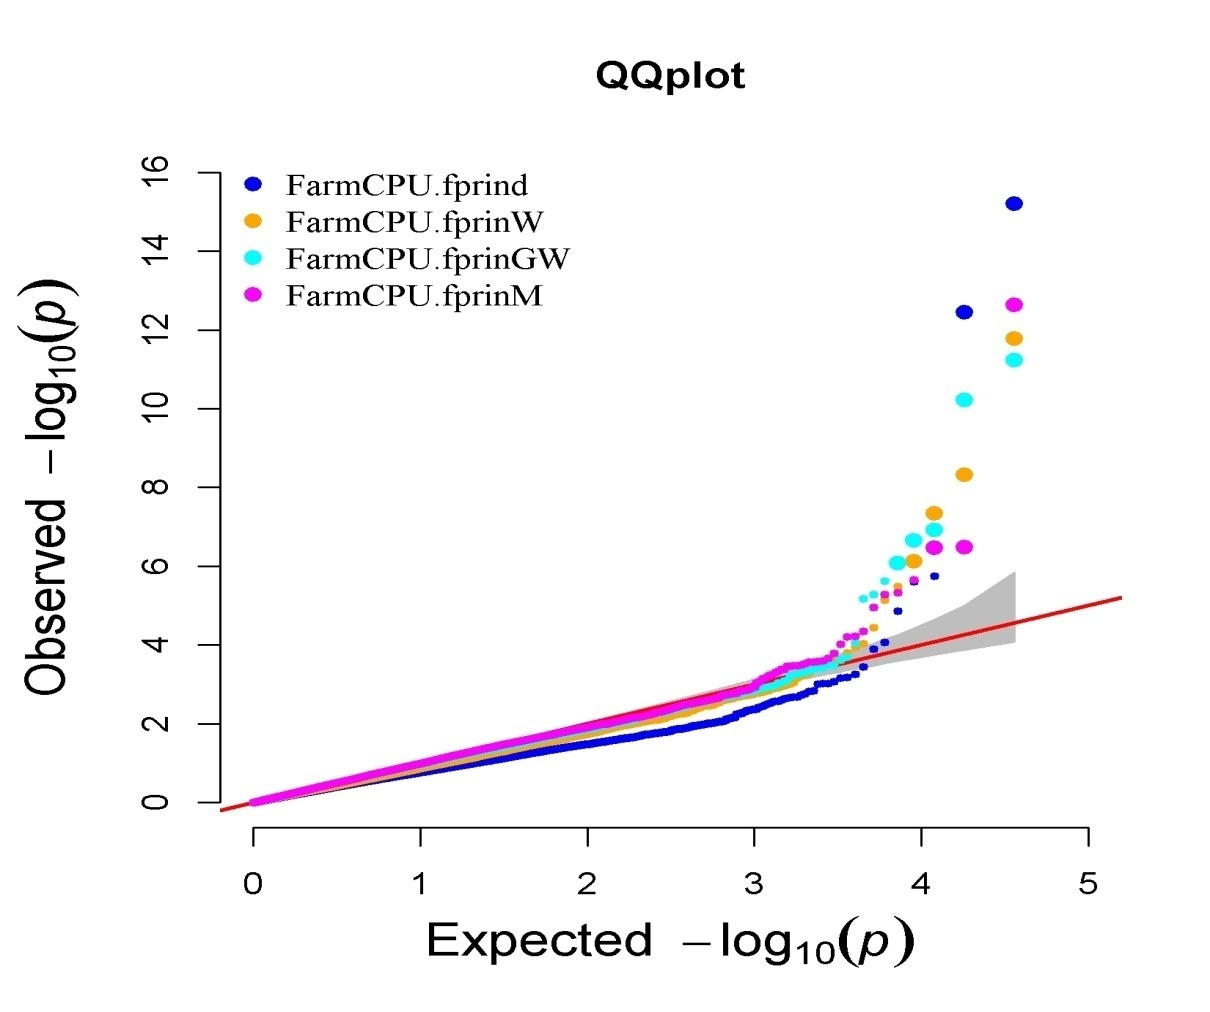 QQplot
FarmCPU.fprind
FarmCPU.fprinW
FarmCPU.fprinGW
FarmCPU.fprinM
16
14
12
10
8
6
4
2
0
Observed −log10(p)
0 1 2 3 4 5
Expected −log10(p)